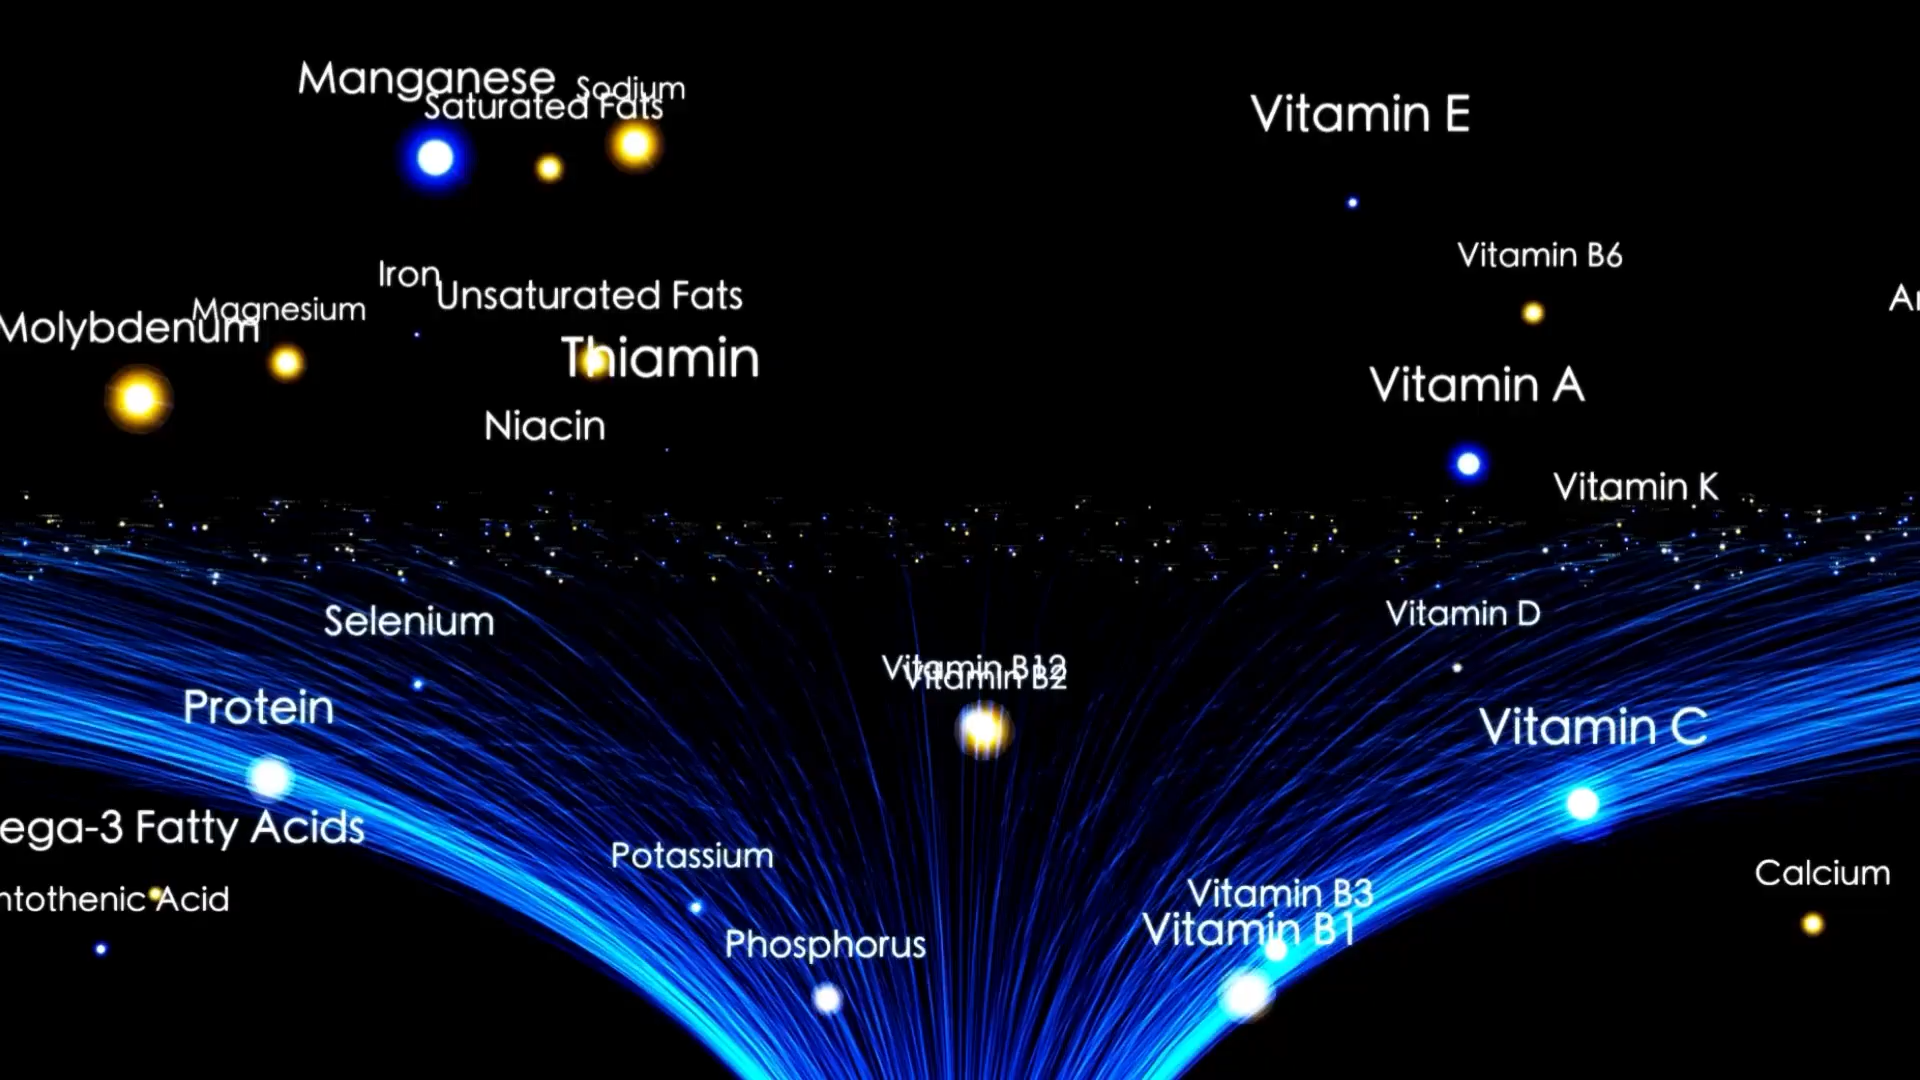 Manganese
Sodium
Saturated Fats
Vitamin E
Vitamin B6
Iron
Unsaturated Fats
Magnesium
Molybdenum
Ar
Thiamin
Vitamin A
Niacin
Vitamin K
Selenium
Vitamin D
Vitamin B12
Vitamin B2
Protein
Vitamin C
ega-3 Fatty Acids
Potassium
Calcium
ntothenic Acid
Vitamin B3
Vitamin B1
Phosphorus